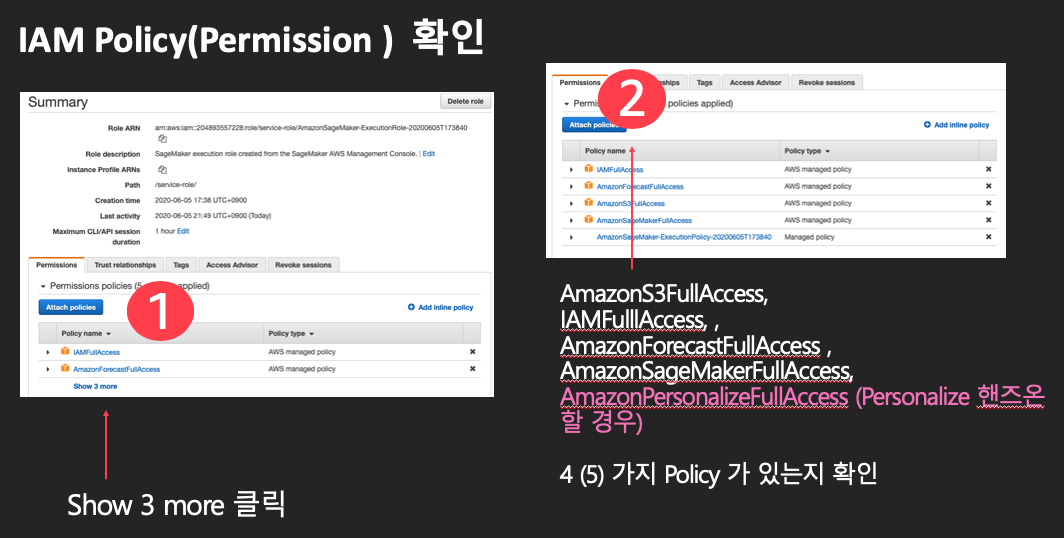 IAM Policy(Permission ) 확인
Summary
Delete role
Role ARN
arn:aws:iam::204893557228:role/service-role/AmazonSageMaker-ExecutionRole-20200605T173840
Role description
SageMaker execution role created from the SageMaker AWS Management Console. | Edit
Instance Profile ARNs
Path
/service-role/
Creation time
2020-06-05 17:38 UTC+0900
Last activity
2020-06-05 21:49 UTC+0900 (Today)
Maximum CLI/API session
duration
1 hour Edit
Permissions
Trust relationships
Tags
Access Advisor
Revoke sessions
Permissions policies (5 applied)
1
Attach policies
Add inline policy
Policy name
Policy type
IAMFullAccess
AWS managed policy
AmazonForecastFullAccess
AWS managed policy
Show 3 more
Show 3 more 클릭
Permissions
Tags
Access Advisor
Revoke sessions
2
policies applied)
Attach policies
Add inline policy
Policy name
Policy type
IAMFullAccess
AWS managed policy
AmazonForecastFullAccess
AWS managed policy
AmazonS3FullAccess
AWS managed policy
AmazonSageMakerFullAccess
AWS managed policy
AmazonSageMaker-ExecutionPolicy-20200605T173840
Managed policy
AmazonS3FullAccess,
IAMFulllAccess, ,
AmazonForecastFullAccess ,
AmazonSageMakerFullAccess,
AmazonPersonalizeFullAccess (Personalize 핸즈온
할 경우)
4 (5) 가지 Policy 가 있는지 확인